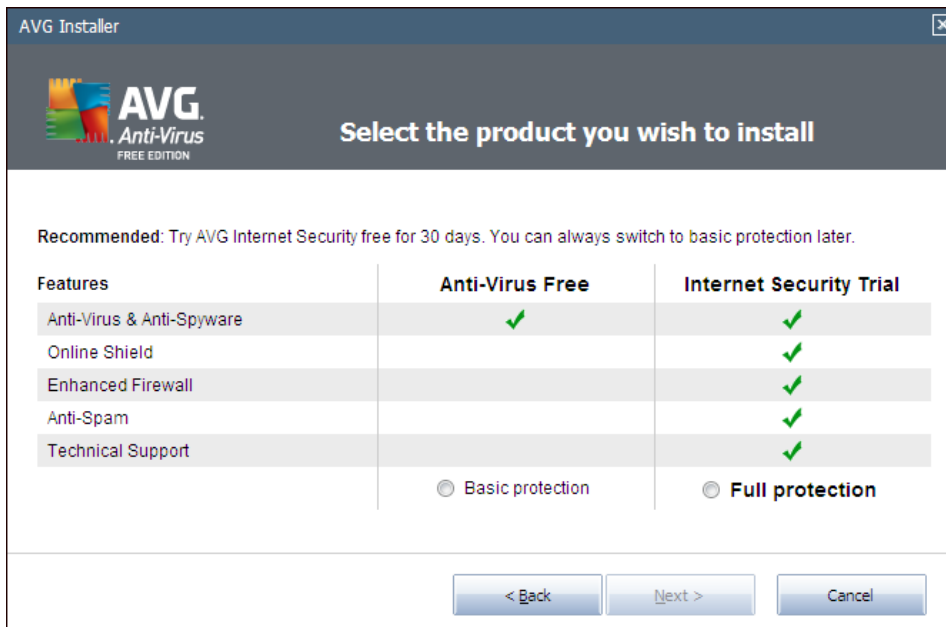 AVG Installer
AVG.
Anti-Virus
FREE EDITION
Select the product you wish to install
Recommended: Try AVG Internet Security free for 30 days. You can always switch to basic protection later.
Features Anti-Virus Free Internet Security Trial
Anti-Virus & Anti-Spyware
Online Shield
Enhanced Firewall
Anti-Spam
Technical Support
Basic protection Full protection
< Back Next > Cancel